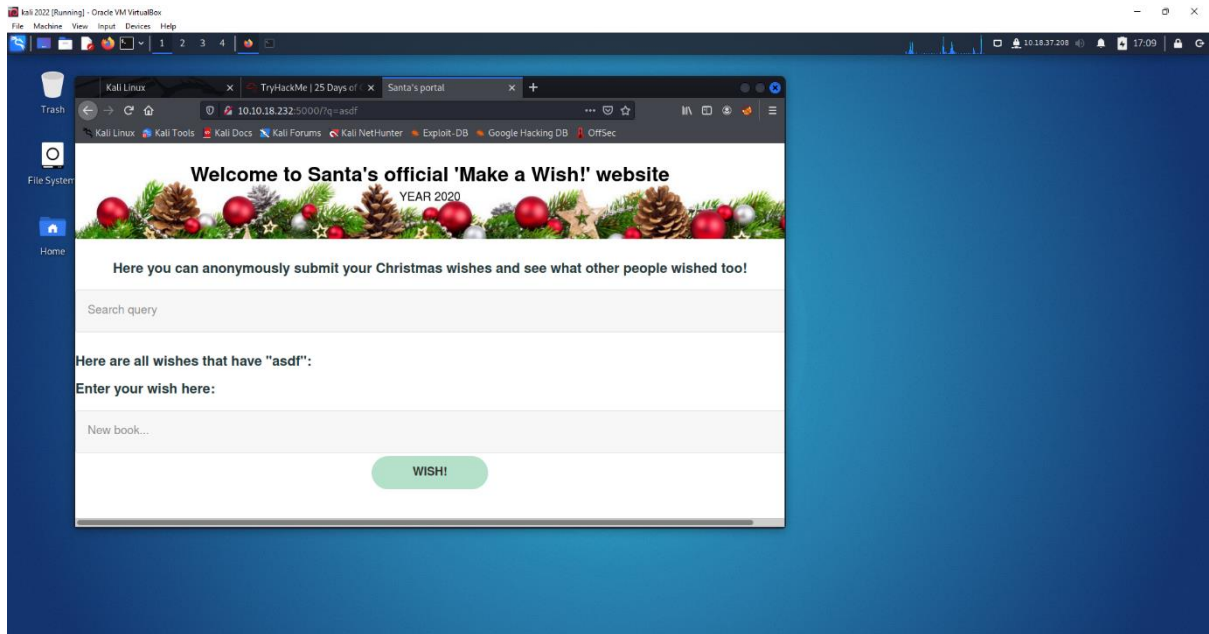 kali 2022 [Running] - Oracle VM VirtualBox
File Machine View Input Devices Help
1 2 3 4
10.18.37.208 17:09
Trash
File System
Home
Kali Linux TryHackMe | 25 Days of C Santa's portal
10.10.18.232:5000/?q=asdf
Kali Linux Kali Tools Kali Docs Kali Forums Kali NetHunter Exploit-DB Google Hacking DB OffSec
Welcome to Santa's official 'Make a Wish!' website
YEAR 2020
Here you can anonymously submit your Christmas wishes and see what other people wished too!
Search query
Here are all wishes that have "asdf":
Enter your wish here:
New book...
WISH!